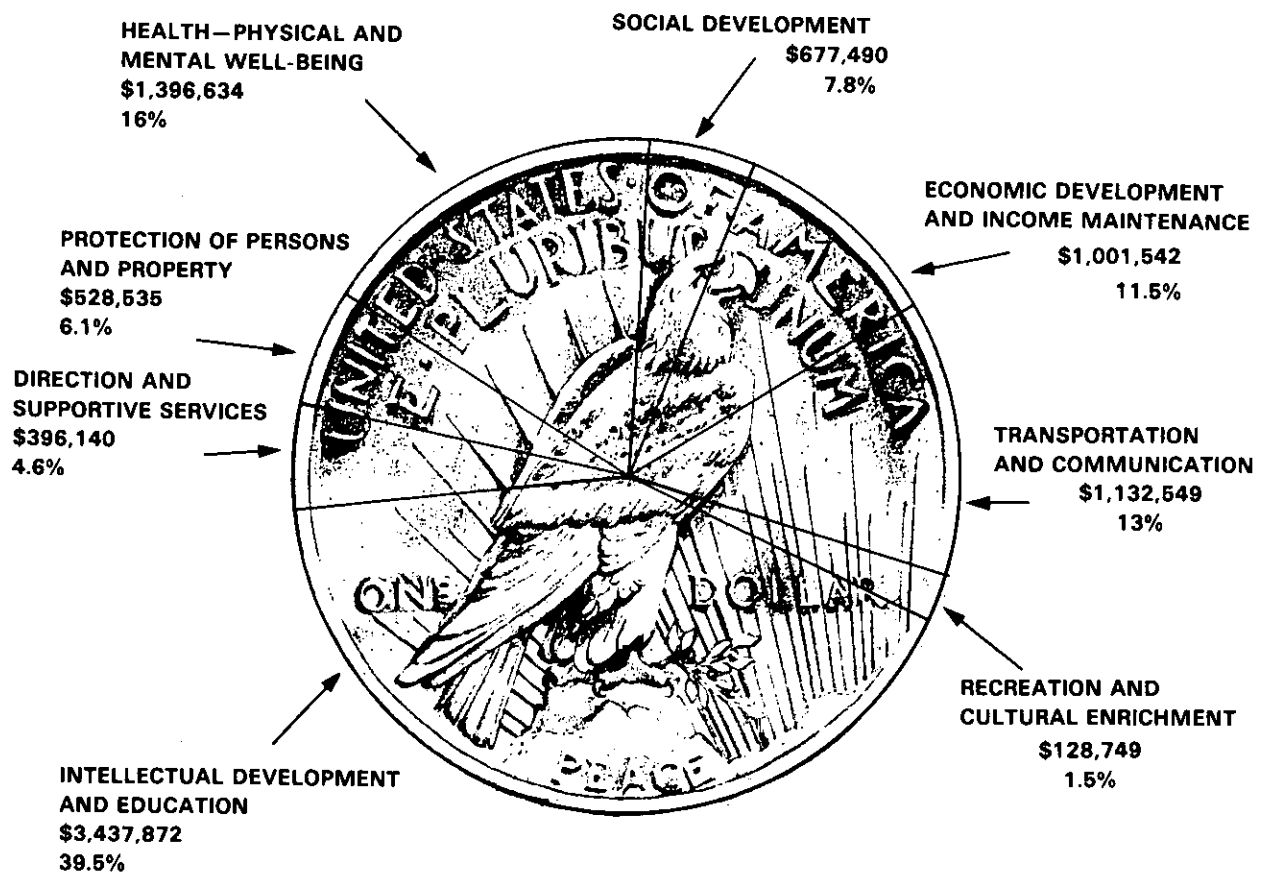 HEALTH—PHYSICAL AND
MENTAL WELL-BEING
$1,396,634
16%
SOCIAL DEVELOPMENT
$677,490
7.8%
ECONOMIC DEVELOPMENT
AND INCOME MAINTENANCE
$1,001,542
11.5%
PROTECTION OF PERSONS
AND PROPERTY
$528,535
6.1%
DIRECTION AND
SUPPORTIVE SERVICES
$396,140
4.6%
TRANSPORTATION
AND COMMUNICATION
$1,132,549
13%
RECREATION AND
CULTURAL ENRICHMENT
$128,749
1.5%
INTELLECTUAL DEVELOPMENT
AND EDUCATION
$3,437,872
39.5%
UNITED·STATES·OF·AMERICA
E·PLURIBUS UNUM
ONE DOLLAR
PEACE